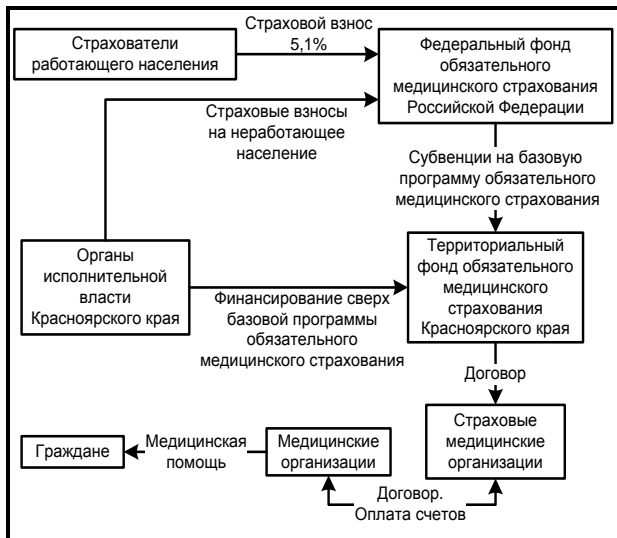 Страхователи
работающего населения
Страховой взнос
5,1%
Федеральный фонд
обязательного
медицинского страхования
Российской Федерации
Страховые взносы
на неработающее
население
Субвенции на базовую
программу обязательного
медицинского страхования
Органы
исполнительной
власти
Красноярского края
Финансирование сверх
базовой программы
обязательного
медицинского страхования
Территориальный
фонд обязательного
медицинского
страхования
Красноярского края
Договор
Страховые
медицинские
организации
Граждане
Медицинская
помощь
Медицинские
организации
Договор.
Оплата счетов